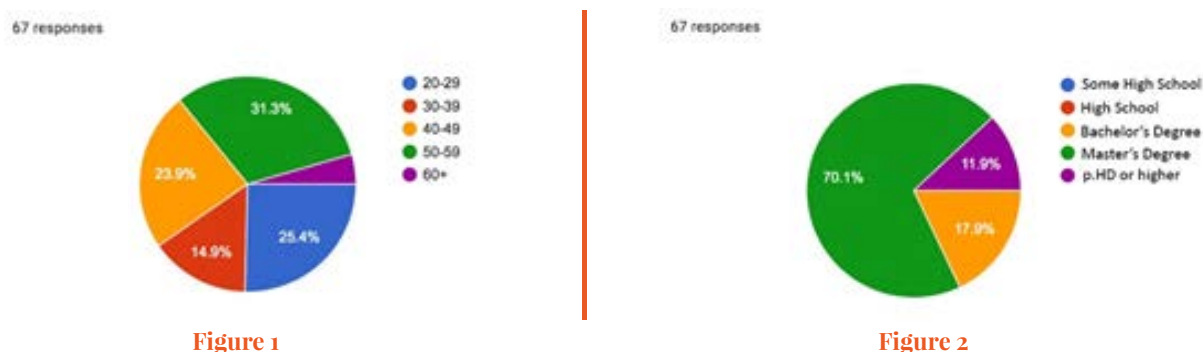 67 responses
31.3%
23.9%
14.9%
25.4%
20-29
30-39
40-49
50-59
60+
Figure 1
67 responses
70.1%
11.9%
17.9%
Some High School
High School
Bachelor's Degree
Master's Degree
p.HD or higher
Figure 2